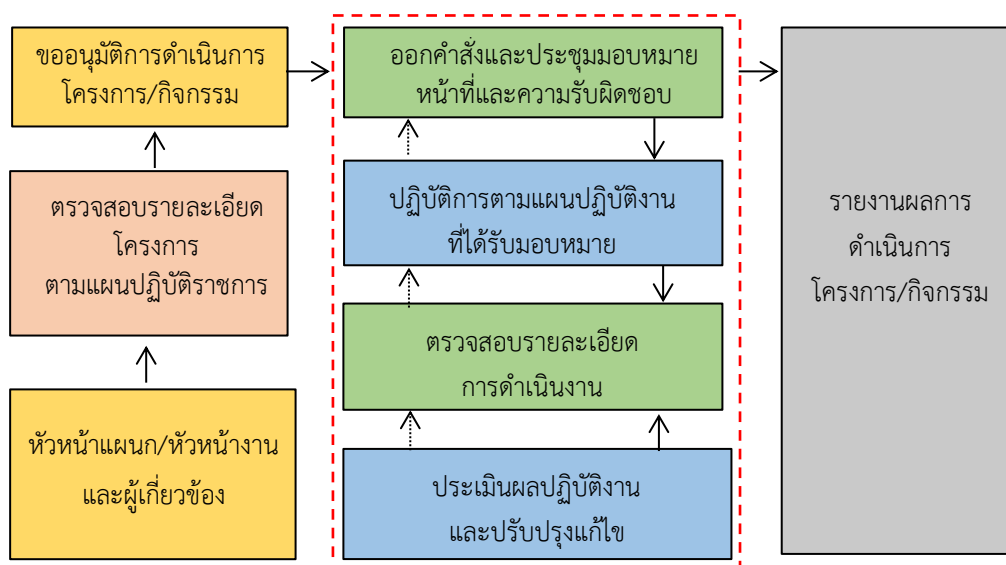 ขออนุมัติการดำเนินการ
โครงการ/กิจกรรม
ตรวจสอบรายละเอียด
โครงการ
ตามแผนปฏิบัติราชการ
หัวหน้าแผนก/หัวหน้างาน
และผู้เกี่ยวข้อง
ออกคำสั่งและประชุมมอบหมาย
หน้าที่และความรับผิดชอบ
ปฏิบัติการตามแผนปฏิบัติงาน
ที่ได้รับมอบหมาย
ตรวจสอบรายละเอียด
การดำเนินงาน
ประเมินผลปฏิบัติงาน
และปรับปรุงแก้ไข
รายงานผลการ
ดำเนินการ
โครงการ/กิจกรรม